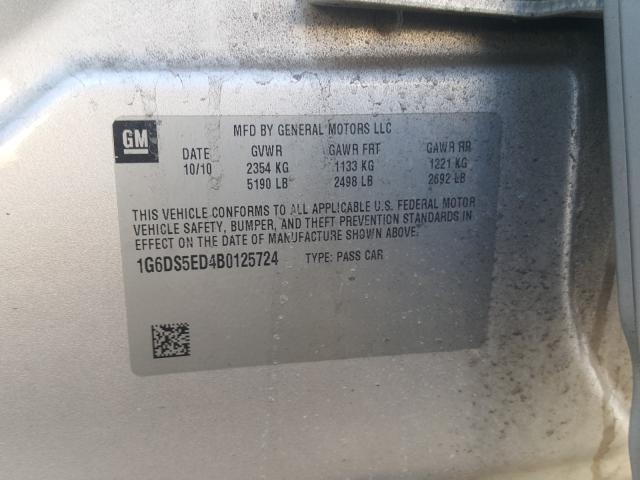 GM
MFD BY GENERAL MOTORS LLC
DATE GVWR GAWR FRT GAWR RR
10/10 2354 KG 1133 KG 1221 KG
5190 LB 2498 LB 2692 LB
THIS VEHICLE CONFORMS TO ALL APPLICABLE U.S. FEDERAL MOTOR
VEHICLE SAFETY, BUMPER, AND THEFT PREVENTION STANDARDS IN
EFFECT ON THE DATE OF MANUFACTURE SHOWN ABOVE.
1G6DS5ED4B0125724 TYPE: PASS CAR